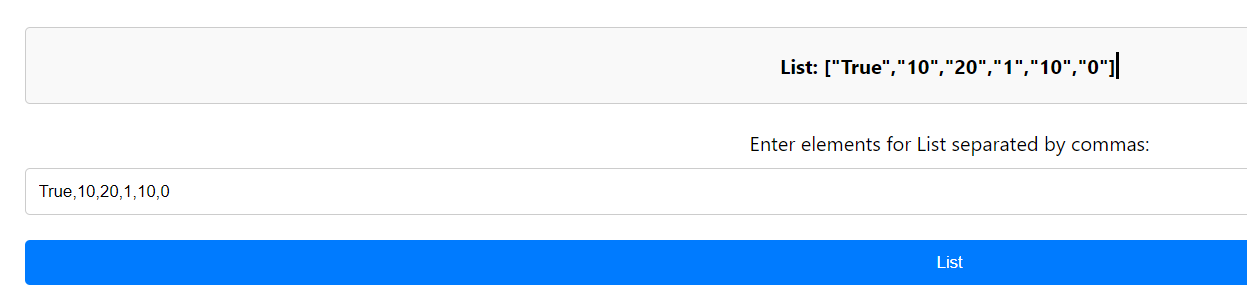 List: ["True","10","20","1","10","0"]
Enter elements for List separated by commas:
True,10,20,1,10,0
List